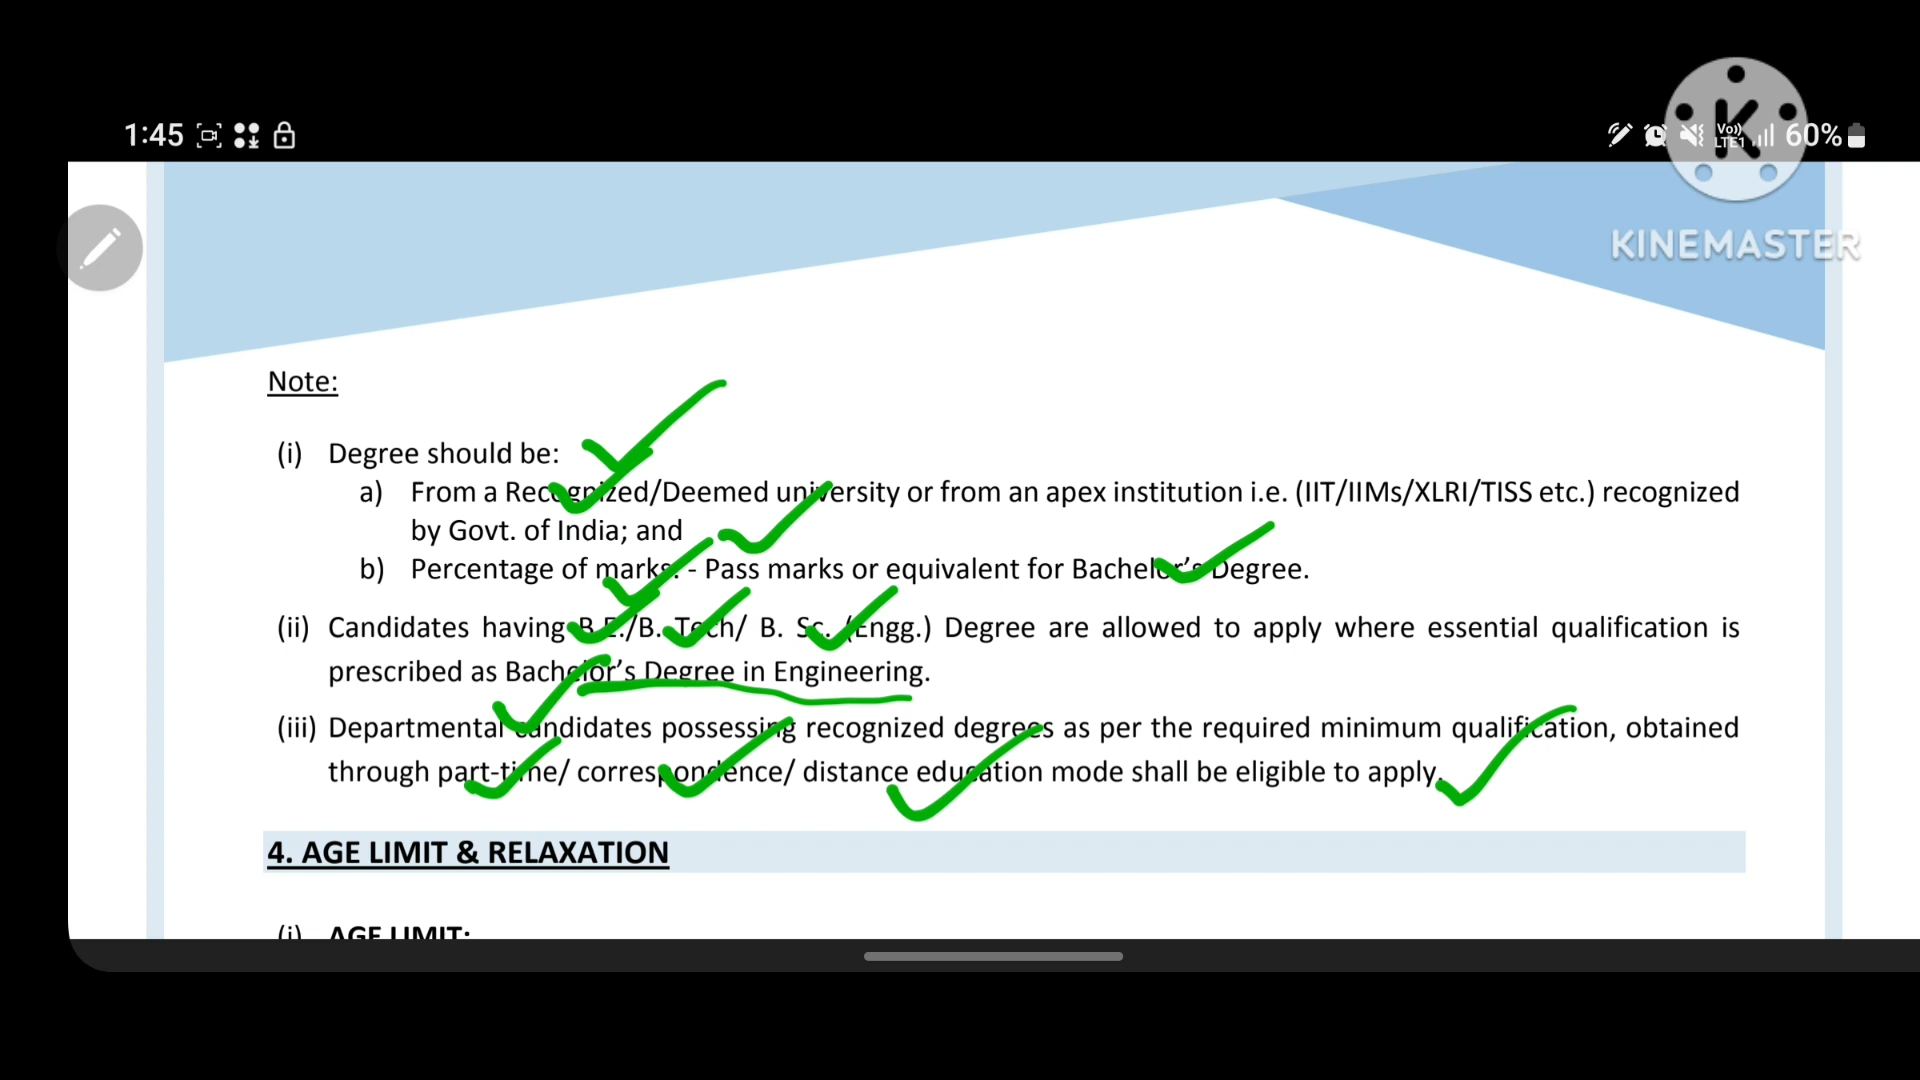 1:45
Vo)) LTE1 60%
KINEMASTER
Note:
(i) Degree should be:
a) From a Recognized/Deemed university or from an apex institution i.e. (IIT/IIMs/XLRI/TISS etc.) recognized
by Govt. of India; and
b) Percentage of marks: - Pass marks or equivalent for Bachelor's Degree.
(ii) Candidates having B.E./B. Tech/ B. Sc. (Engg.) Degree are allowed to apply where essential qualification is
prescribed as Bachelor's Degree in Engineering.
(iii) Departmental candidates possessing recognized degrees as per the required minimum qualification, obtained
through part-time/ correspondence/ distance education mode shall be eligible to apply.
4. AGE LIMIT & RELAXATION
(i) AGE LIMIT: